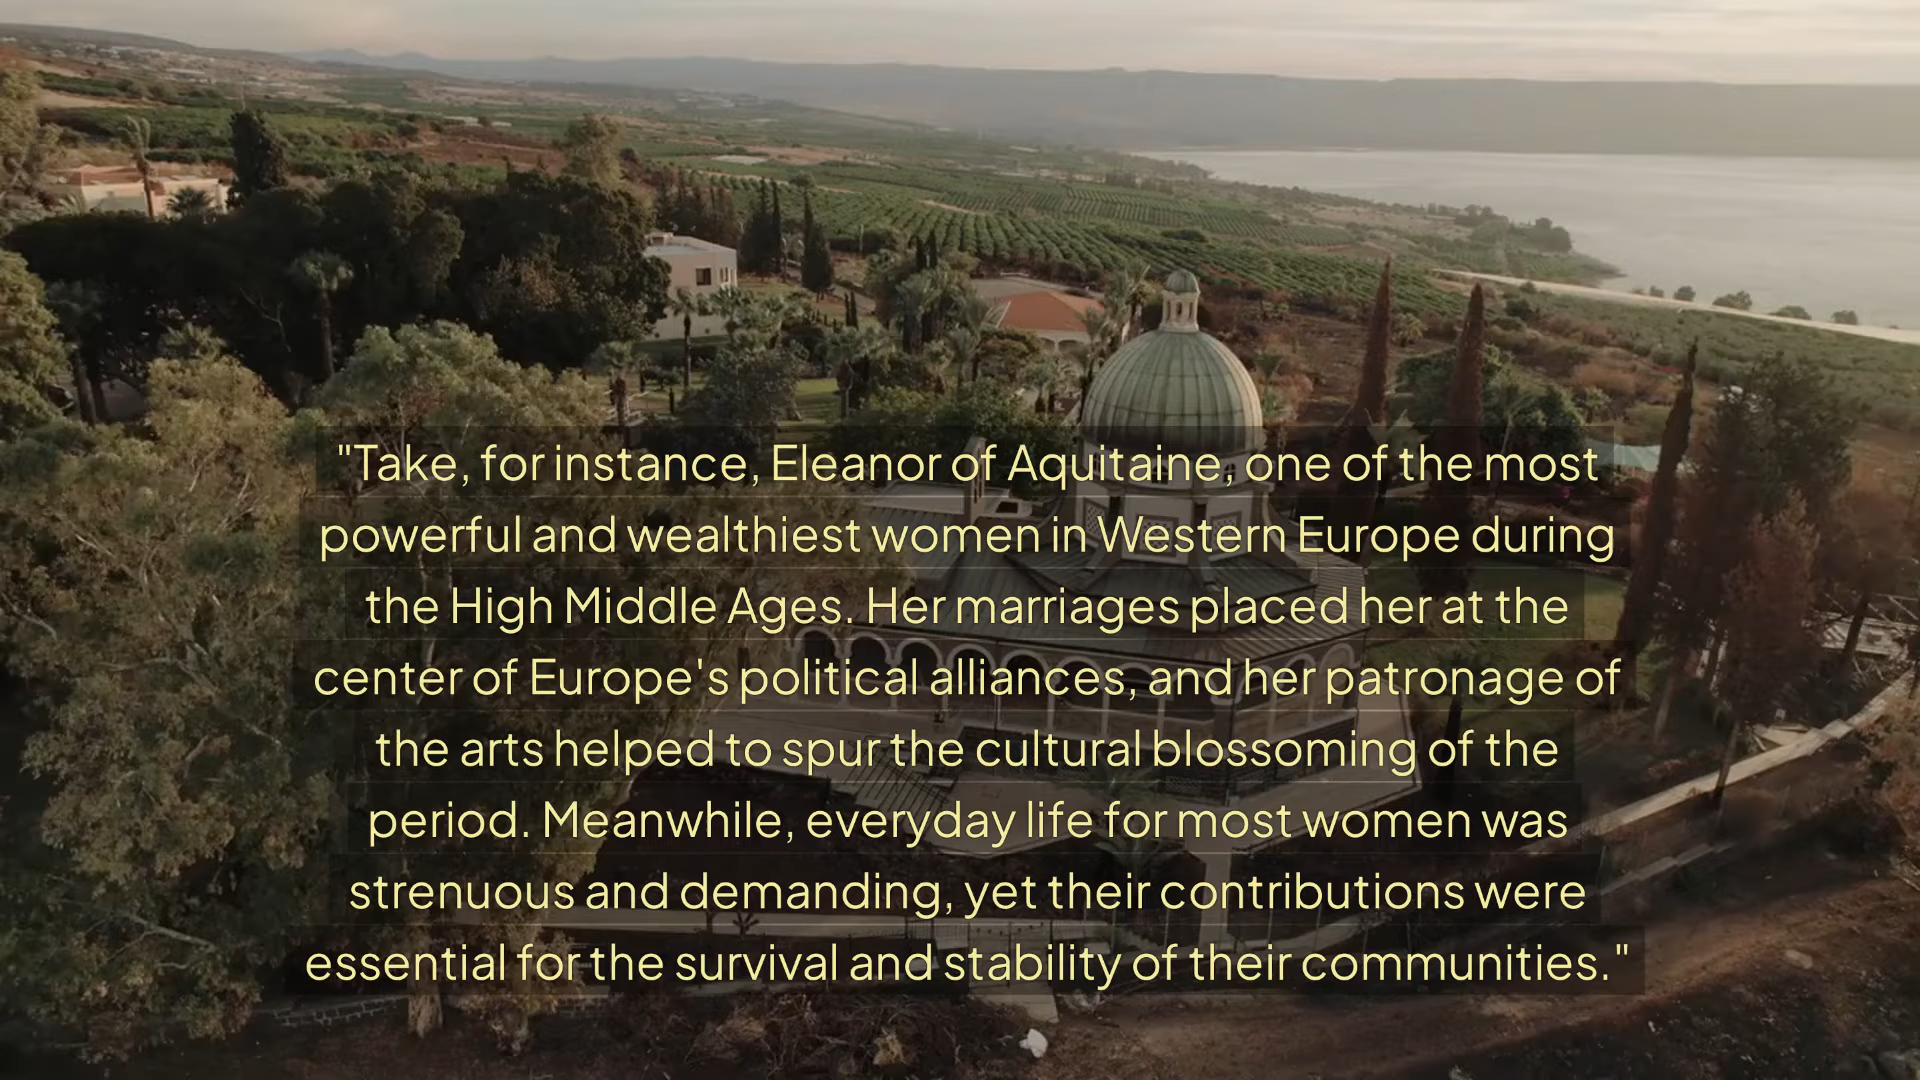 "Take, for instance, Eleanor of Aquitaine, one of the most
powerful and wealthiest women in Western Europe during
the High Middle Ages. Her marriages placed her at the
center of Europe's political alliances, and her patronage of
the arts helped to spur the cultural blossoming of the
period. Meanwhile, everyday life for most women was
strenuous and demanding, yet their contributions were
essential for the survival and stability of their communities."